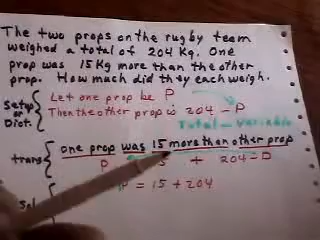 The two props on the rugby team
weighed a total of 204 Kg. One
prop was 15 Kg more than the other
prop. How much did they each weigh.
Setup or Dict. { Let one prop be P
Then the other prop is 204 - P
Total - variable
trans { one prop was 15 more than other prop
P 5 + 204 - P
Sol P = 15 + 204